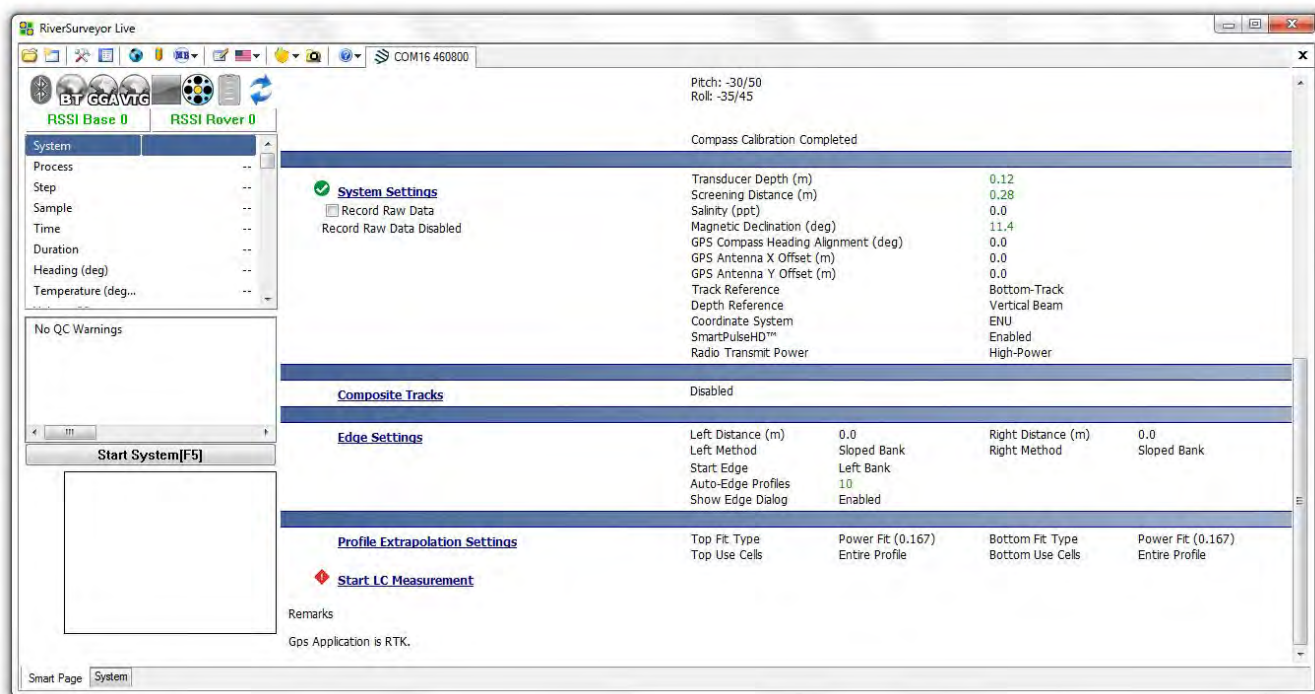 RiverSurveyor Live
MB
COM16 460800
X
BT GGA VTG
RSSI Base 0 RSSI Rover 0
System
Process --
Step --
Sample --
Time --
Duration --
Heading (deg) --
Temperature (deg... --
No QC Warnings
Start System[F5]
Pitch: -30/50
Roll: -35/45
Compass Calibration Completed
System Settings
Record Raw Data
Record Raw Data Disabled
Transducer Depth (m) 0.12
Screening Distance (m) 0.28
Salinity (ppt) 0.0
Magnetic Declination (deg) 11.4
GPS Compass Heading Alignment (deg) 0.0
GPS Antenna X Offset (m) 0.0
GPS Antenna Y Offset (m) 0.0
Track Reference Bottom-Track
Depth Reference Vertical Beam
Coordinate System ENU
SmartPulseHD™ Enabled
Radio Transmit Power High-Power
Composite Tracks Disabled
Edge Settings
Left Distance (m) 0.0 Right Distance (m) 0.0
Left Method Sloped Bank Right Method Sloped Bank
Start Edge Left Bank
Auto-Edge Profiles 10
Show Edge Dialog Enabled
Profile Extrapolation Settings
Top Fit Type Power Fit (0.167) Bottom Fit Type Power Fit (0.167)
Top Use Cells Entire Profile Bottom Use Cells Entire Profile
Start LC Measurement
Remarks
Gps Application is RTK.
Smart Page System